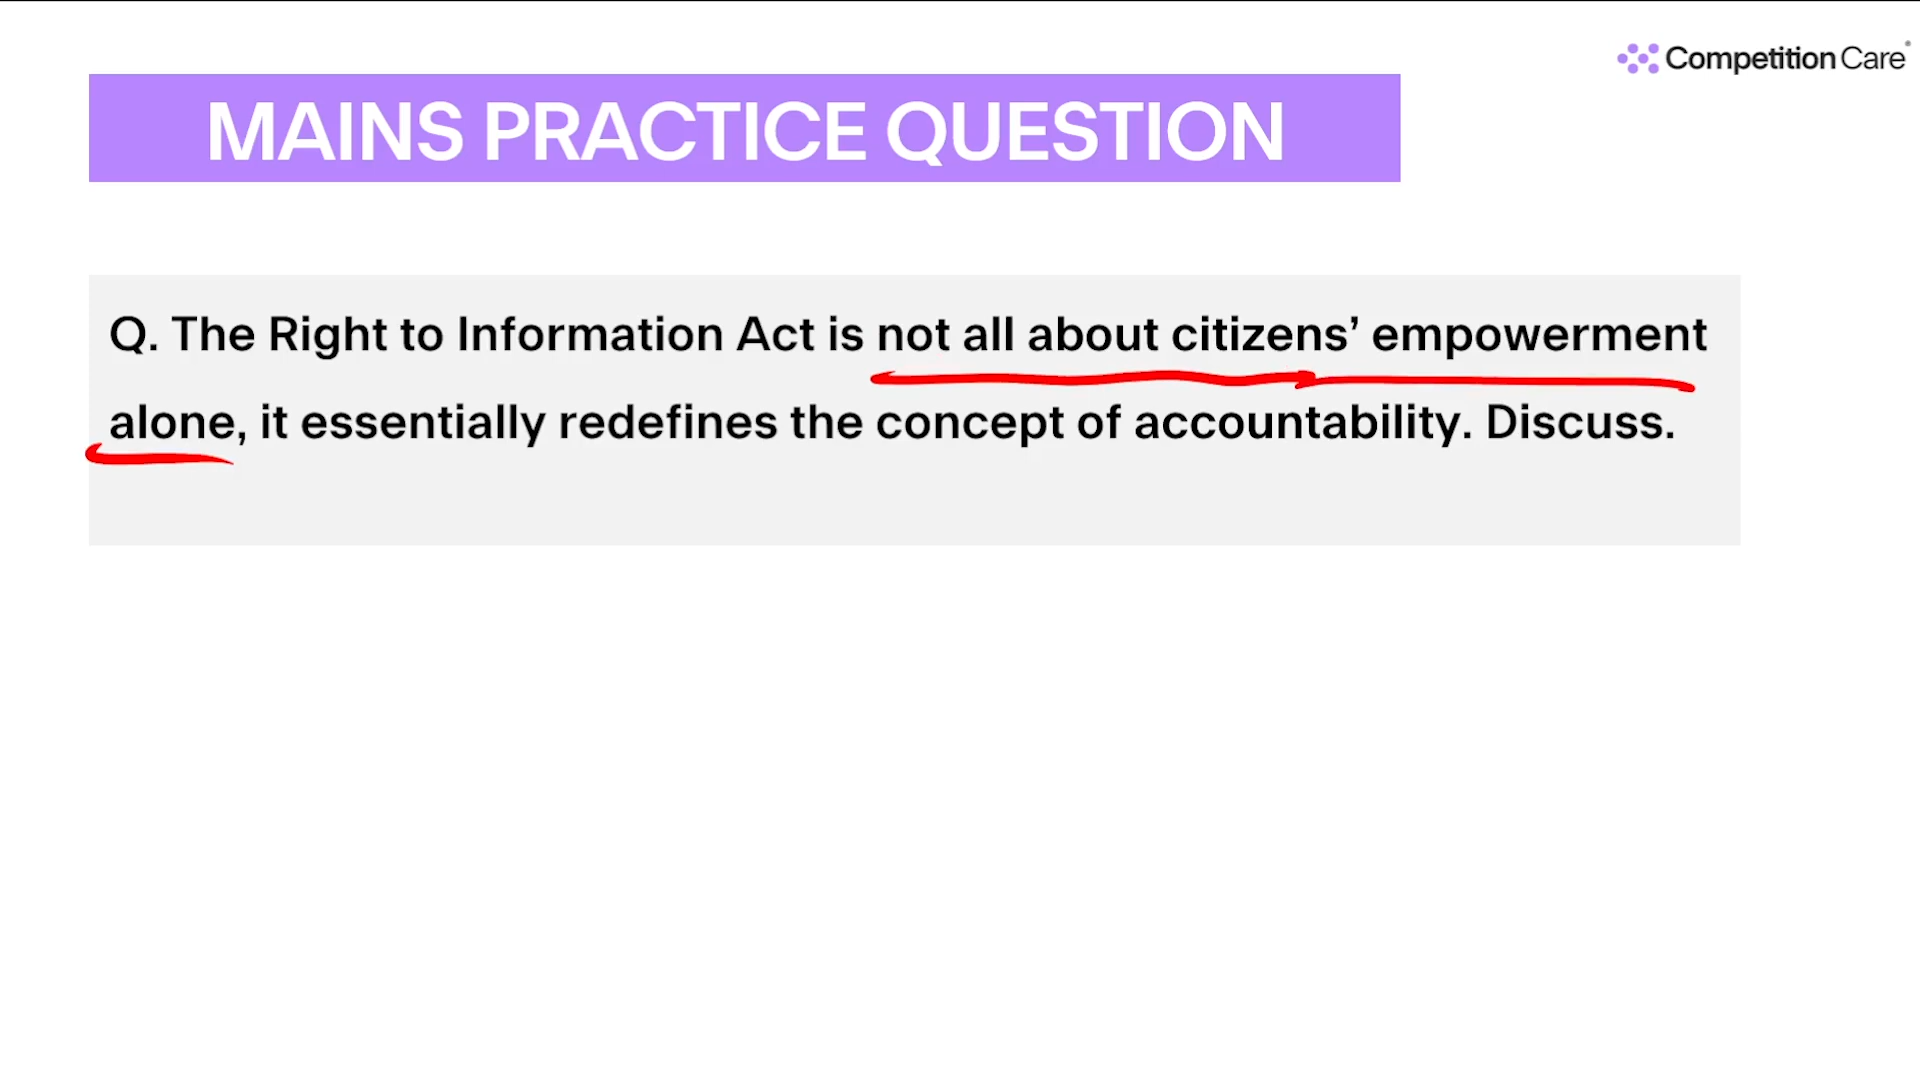 Competition Care
MAINS PRACTICE QUESTION
Q. The Right to Information Act is not all about citizens’ empowerment
alone, it essentially redefines the concept of accountability. Discuss.